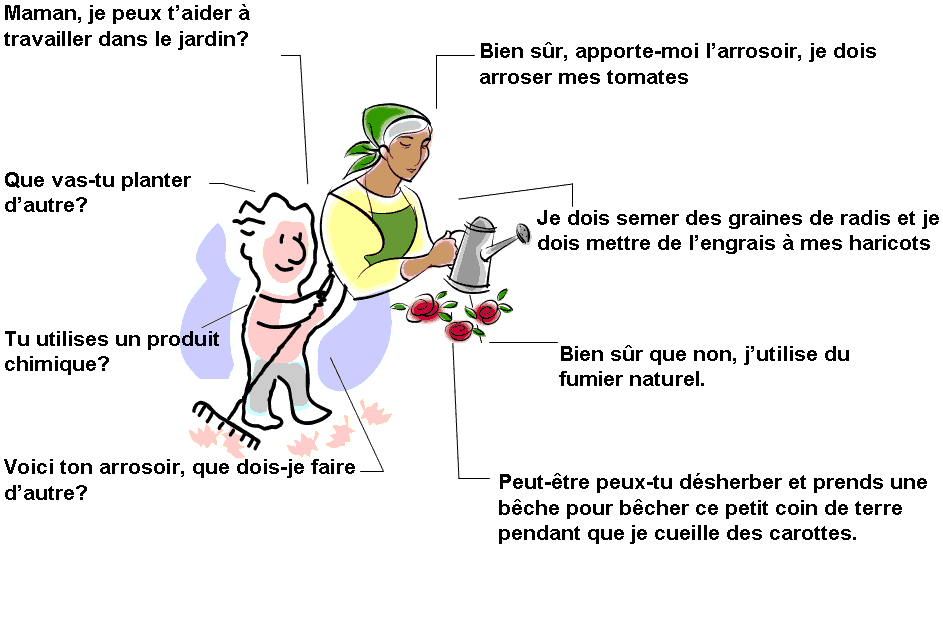 Maman, je peux t’aider à
travailler dans le jardin?
Bien sûr, apporte-moi l’arrosoir, je dois
arroser mes tomates
Que vas-tu planter
d’autre?
Je dois semer des graines de radis et je
dois mettre de l’engrais à mes haricots
Tu utilises un produit
chimique?
Bien sûr que non, j’utilise du
fumier naturel.
Voici ton arrosoir, que dois-je faire
d’autre?
Peut-être peux-tu désherber et prends une
bêche pour bêcher ce petit coin de terre
pendant que je cueille des carottes.